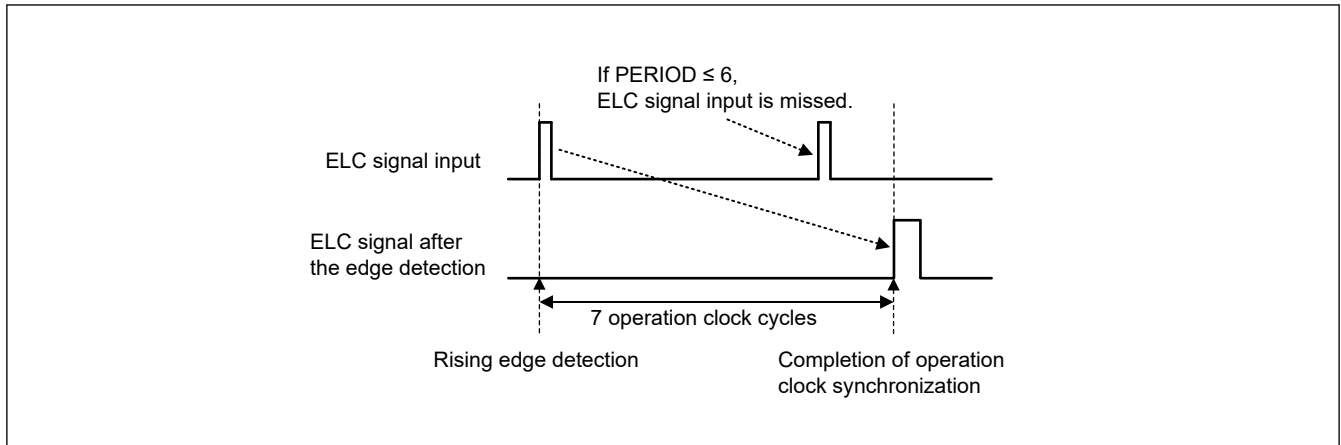 If PERIOD ≤ 6,
ELC signal input is missed.
ELC signal input
ELC signal after
the edge detection
7 operation clock cycles
Rising edge detection
Completion of operation
clock synchronization